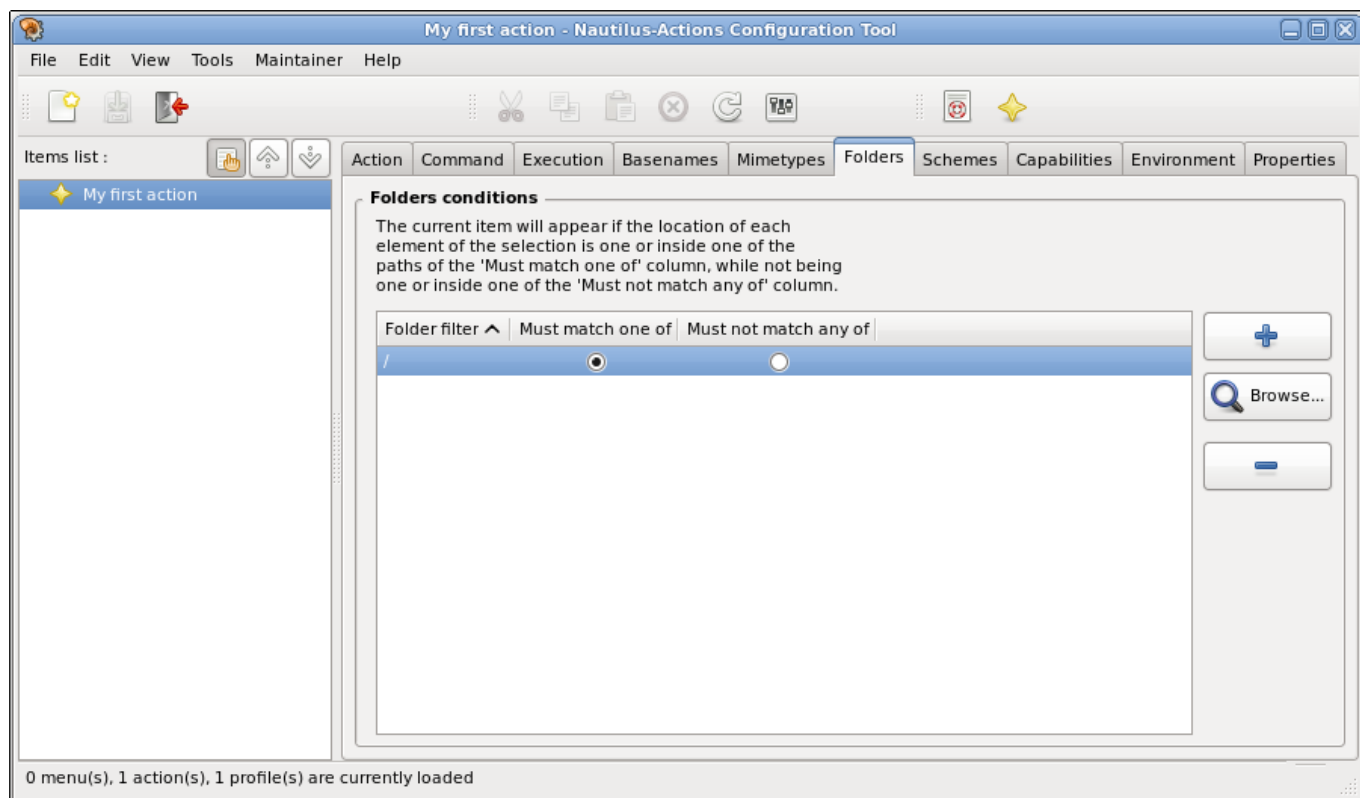 My first action - Nautilus-Actions Configuration Tool
File Edit View Tools Maintainer Help
Items list :
Action Command Execution Basenames Mimetypes Folders Schemes Capabilities Environment Properties
My first action
Folders conditions
The current item will appear if the location of each
element of the selection is one or inside one of the
paths of the 'Must match one of' column, while not being
one or inside one of the 'Must not match any of' column.
Folder filter Must match one of Must not match any of
/
Browse...
0 menu(s), 1 action(s), 1 profile(s) are currently loaded